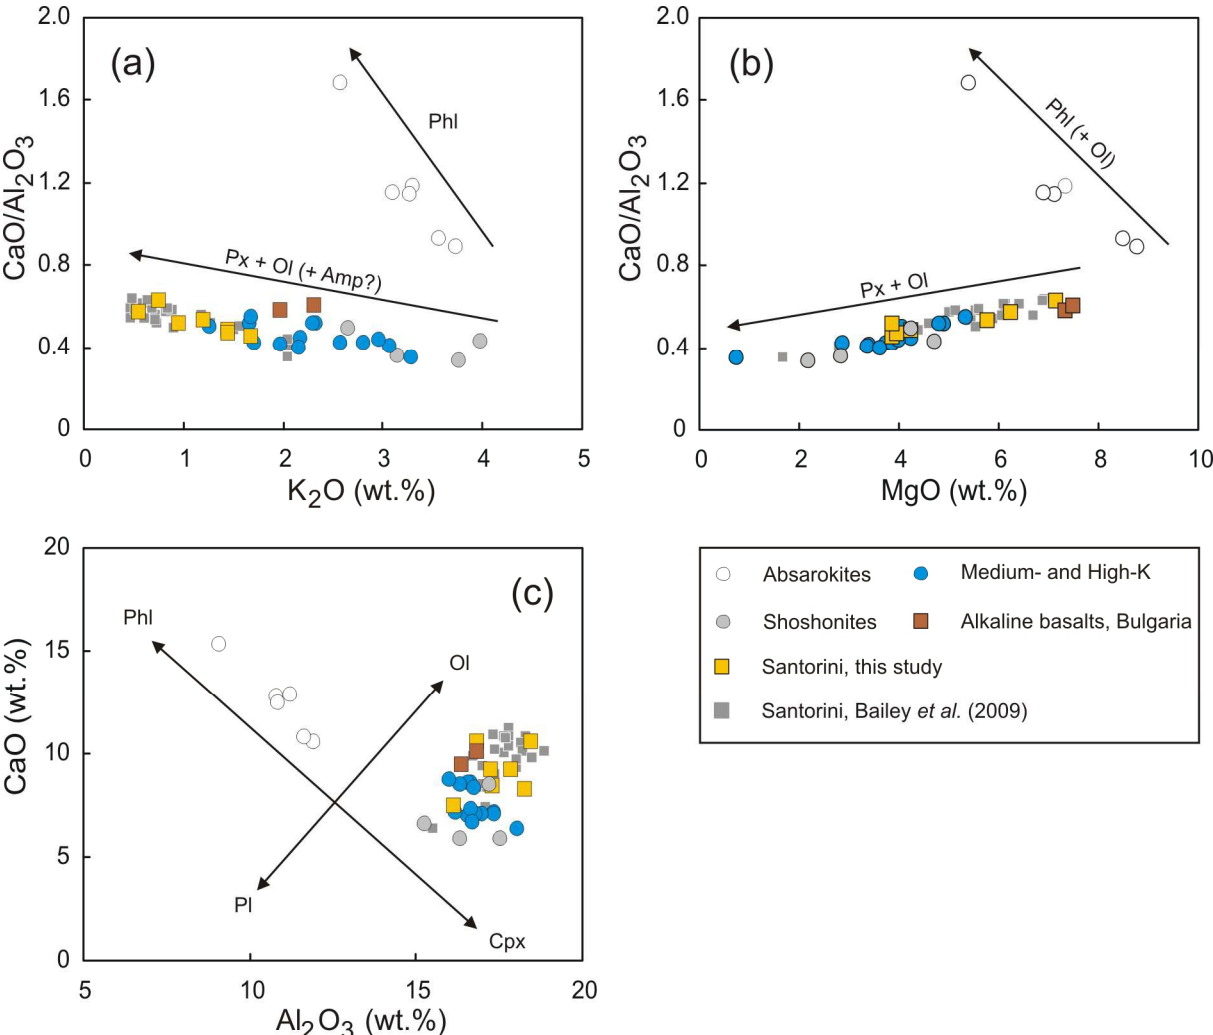 (a)
2.0
1.6
1.2
0.8
0.4
0
CaO/Al₂O₃
Phl
Px + Ol (+ Amp?)
0 1 2 3 4 5
K₂O (wt.%)
(b)
2.0
1.6
1.2
0.8
0.4
0
CaO/Al₂O₃
Phl (+ Ol)
Px + Ol
0 2 4 6 8 10
MgO (wt.%)
(c)
20
15
10
5
0
CaO (wt.%)
Phl
Ol
Pl
Cpx
5 10 15 20
Al₂O₃ (wt.%)
Absarokites
Medium- and High-K
Shoshonites
Alkaline basalts, Bulgaria
Santorini, this study
Santorini, Bailey et al. (2009)